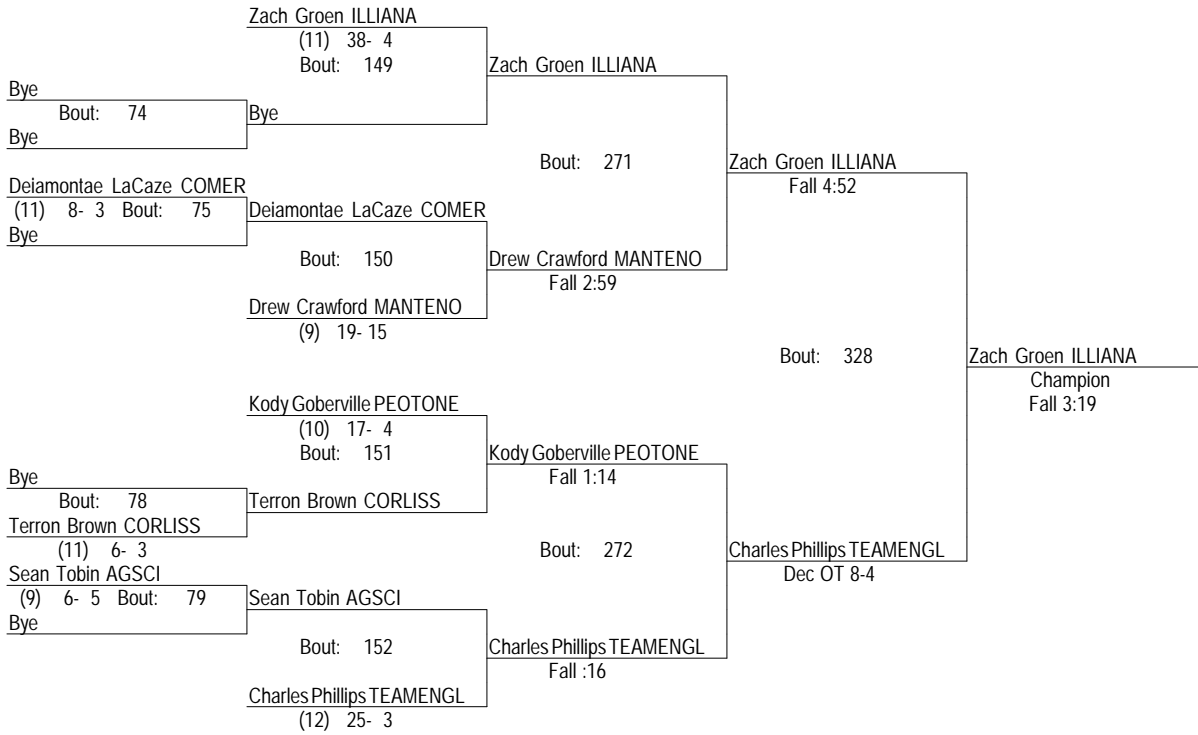 Zach Groen ILLIANA
(11) 38- 4
Bout: 149
Zach Groen ILLIANA
Bye
Bout: 74
Bye
Bye
Bout: 271
Zach Groen ILLIANA
Fall 4:52
Deiamontae LaCaze COMER
(11) 8- 3 Bout: 75
Deiamontae LaCaze COMER
Bye
Bout: 150
Drew Crawford MANTENO
Fall 2:59
Drew Crawford MANTENO
(9) 19- 15
Bout: 328
Zach Groen ILLIANA
Champion
Fall 3:19
Kody Goberville PEOTONE
(10) 17- 4
Bout: 151
Kody Goberville PEOTONE
Fall 1:14
Bye
Bout: 78
Terron Brown CORLISS
Terron Brown CORLISS
(11) 6- 3
Bout: 272
Charles Phillips TEAMENGL
Dec OT 8-4
Sean Tobin AGSCI
(9) 6- 5 Bout: 79
Sean Tobin AGSCI
Bye
Bout: 152
Charles Phillips TEAMENGL
Fall :16
Charles Phillips TEAMENGL
(12) 25- 3